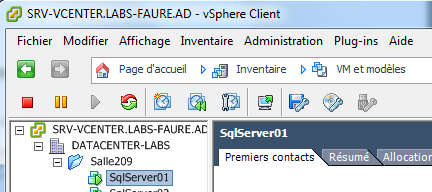 SRV-VCENTER.LABS-FAURE.AD - vSphere Client
Fichier Modifier Affichage Inventaire Administration Plug-ins Aide
Page d'accueil Inventaire VM et modèles
SRV-VCENTER.LABS-FAURE.AD
DATACENTER-LABS
Salle209
SqlServer01
SqlServer02
SqlServer01
Premiers contacts Résumé Allocation